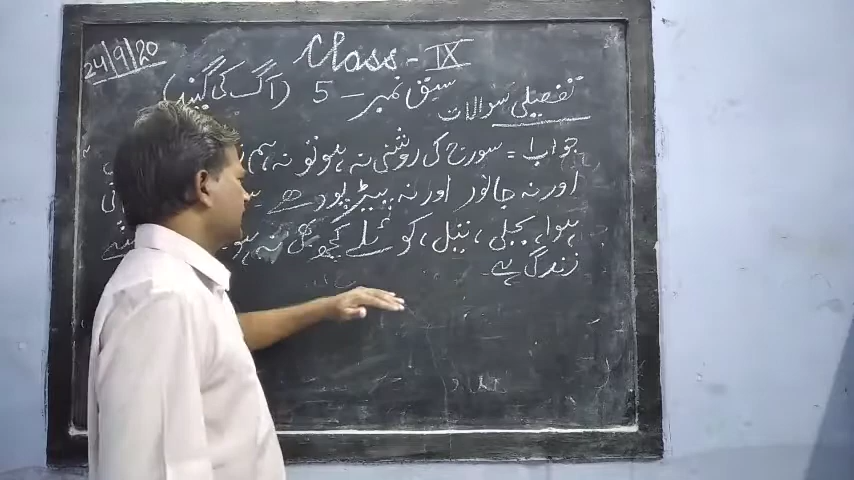 24/9/20
Class - IX
سبق نمبر - 5 (آگ کی گیند)
تفصیلی سوالات
جواب 1 = سورج کی روشنی نہ ہو تو نہ ہم
اور نہ جانور اور نہ پیڑ پودے
ہوا، بجلی، تیل، کوئلے کچھ بھی نہ ہو
زندگی ہے